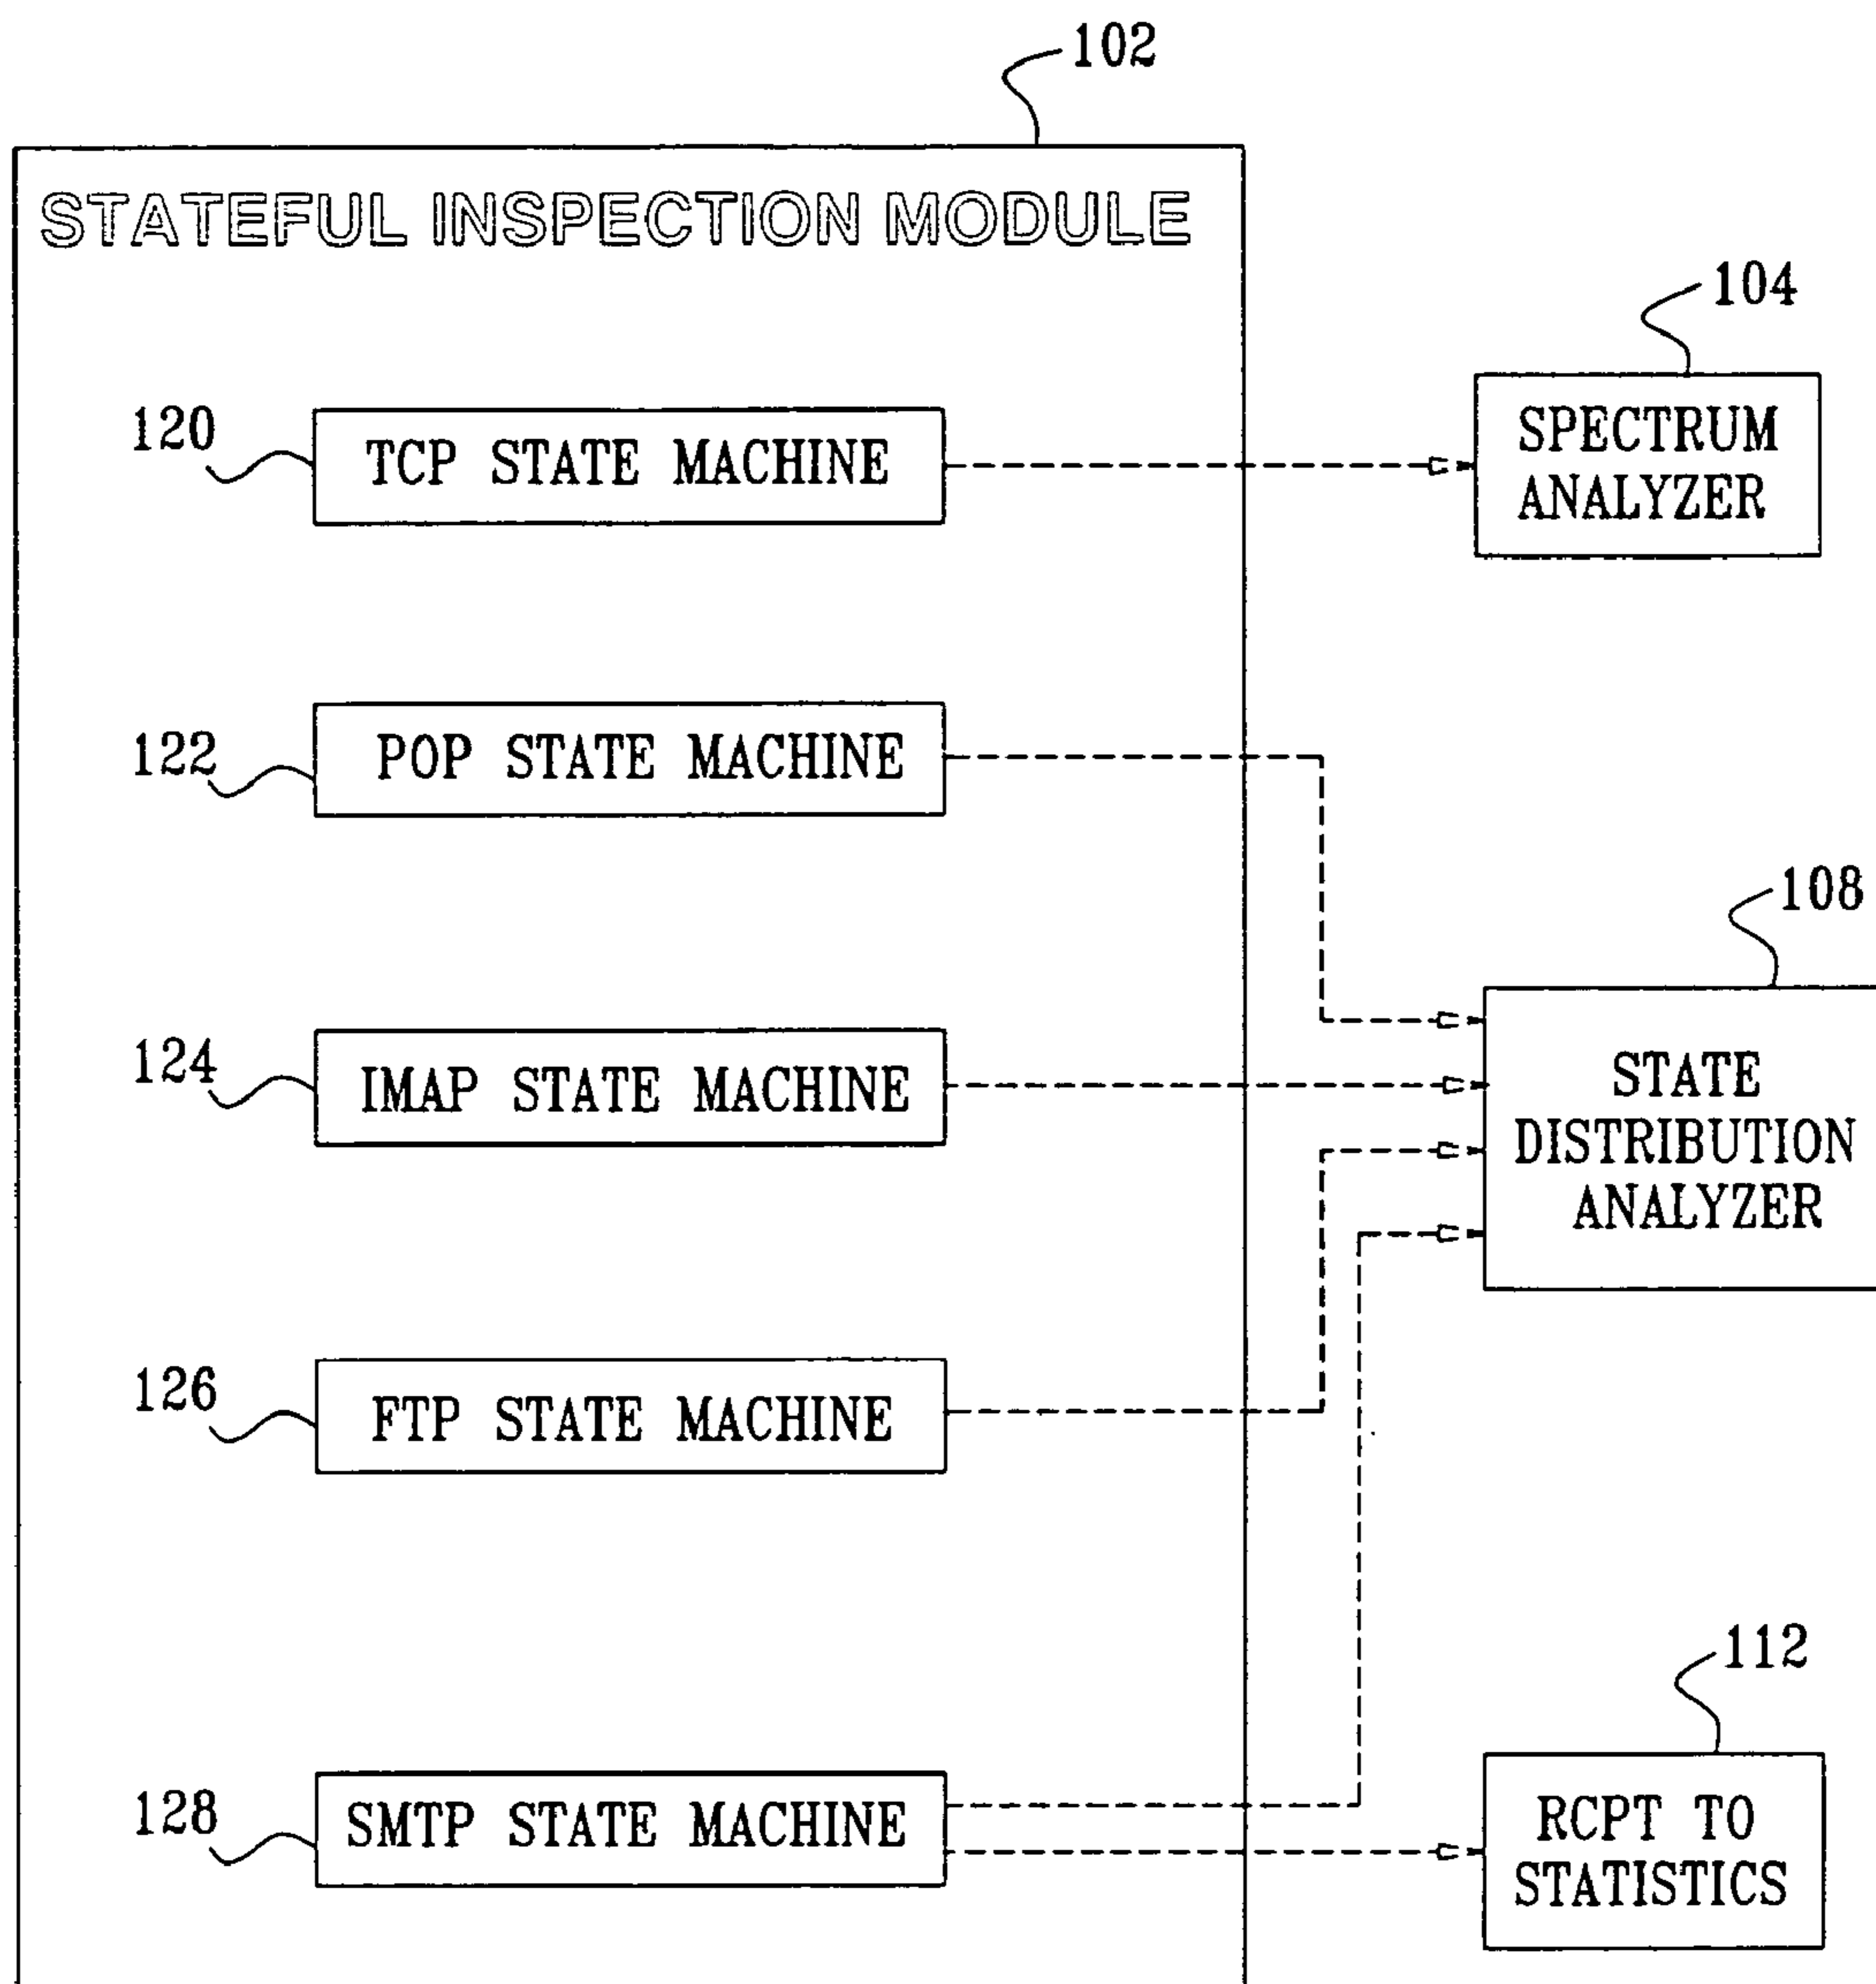 102
STATEFUL INSPECTION MODULE
104
120
TCP STATE MACHINE
SPECTRUM
ANALYZER
122
POP STATE MACHINE
108
124
IMAP STATE MACHINE
STATE
DISTRIBUTION
ANALYZER
126
FTP STATE MACHINE
112
128
SMTP STATE MACHINE
RCPT TO
STATISTICS